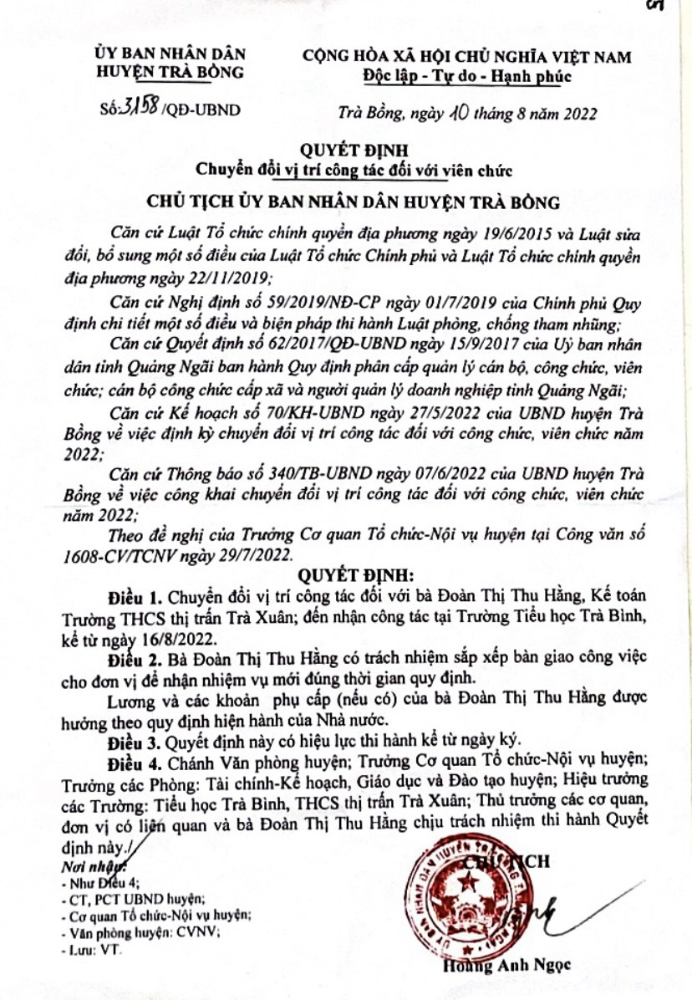 ỦY BAN NHÂN DÂN
HUYỆN TRÀ BỒNG
CỘNG HÒA XÃ HỘI CHỦ NGHĨA VIỆT NAM
Độc lập - Tự do - Hạnh phúc
Số:3158/QĐ-UBND
Trà Bồng, ngày 10 tháng 8 năm 2022
QUYẾT ĐỊNH
Chuyển đổi vị trí công tác đối với viên chức
CHỦ TỊCH ỦY BAN NHÂN DÂN HUYỆN TRÀ BỒNG
Căn cứ Luật Tổ chức chính quyền địa phương ngày 19/6/2015 và Luật sửa
đổi, bổ sung một số điều của Luật Tổ chức Chính phủ và Luật Tổ chức chính quyền
địa phương ngày 22/11/2019;
Căn cứ Nghị định số 59/2019/NĐ-CP ngày 01/7/2019 của Chính phủ Quy
định chi tiết một số điều và biện pháp thi hành Luật phòng, chống tham nhũng;
Căn cứ Quyết định số 62/2017/QĐ-UBND ngày 15/9/2017 của Uỷ ban nhân
dân tỉnh Quảng Ngãi ban hành Quy định phân cấp quản lý cán bộ, công chức, viên
chức; cán bộ công chức cấp xã và người quản lý doanh nghiệp tỉnh Quảng Ngãi;
Căn cứ Kế hoạch số 70/KH-UBND ngày 27/5/2022 của UBND huyện Trà
Bồng về việc định kỳ chuyển đổi vị trí công tác đối với công chức, viên chức năm
2022;
Căn cứ Thông báo số 340/TB-UBND ngày 07/6/2022 của UBND huyện Trà
Bồng về việc công khai chuyển đổi vị trí công tác đối với công chức, viên chức
năm 2022;
Theo đề nghị của Trưởng Cơ quan Tổ chức-Nội vụ huyện tại Công văn số
1608-CV/TCNV ngày 29/7/2022.
QUYẾT ĐỊNH:
Điều 1. Chuyển đổi vị trí công tác đối với bà Đoàn Thị Thu Hằng, Kế toán
Trường THCS thị trấn Trà Xuân; đến nhận công tác tại Trường Tiểu học Trà Bình,
kể từ ngày 16/8/2022.
Điều 2. Bà Đoàn Thị Thu Hằng có trách nhiệm sắp xếp bàn giao công việc
cho đơn vị để nhận nhiệm vụ mới đúng thời gian quy định.
Lương và các khoản phụ cấp (nếu có) của bà Đoàn Thị Thu Hằng được
hưởng theo quy định hiện hành của Nhà nước.
Điều 3. Quyết định này có hiệu lực thi hành kể từ ngày ký.
Điều 4. Chánh Văn phòng huyện; Trưởng Cơ quan Tổ chức-Nội vụ huyện;
Trưởng các Phòng: Tài chính-Kế hoạch, Giáo dục và Đào tạo huyện; Hiệu trưởng
các Trường: Tiểu học Trà Bình, THCS thị trấn Trà Xuân; Thủ trưởng các cơ quan,
đơn vị có liên quan và bà Đoàn Thị Thu Hằng chịu trách nhiệm thi hành Quyết
định này./.
Nơi nhận:
- Như Điều 4;
- CT, PCT UBND huyện;
- Cơ quan Tổ chức-Nội vụ huyện;
- Văn phòng huyện: CVNV;
- Lưu: VT.
CHỦ TỊCH
Hoàng Anh Ngọc